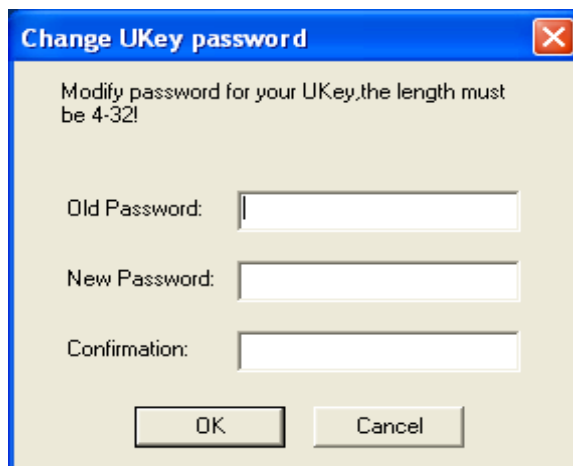 Change UKey password
Modify password for your UKey,the length must
be 4-32!
Old Password:
New Password:
Confirmation:
OK
Cancel